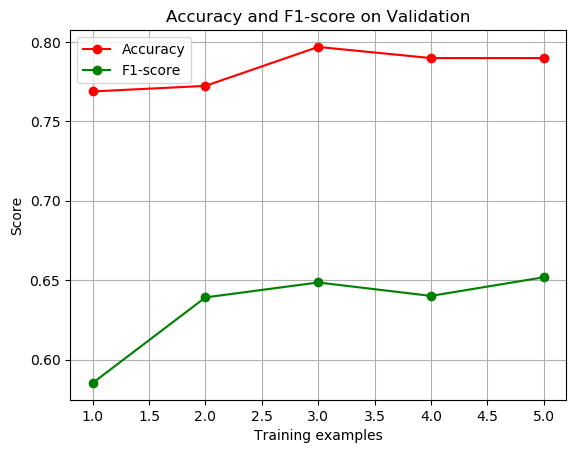 Accuracy and F1-score on Validation
Accuracy
F1-score
0.80
0.75
0.70
0.65
0.60
Score
1.0 1.5 2.0 2.5 3.0 3.5 4.0 4.5 5.0
Training examples